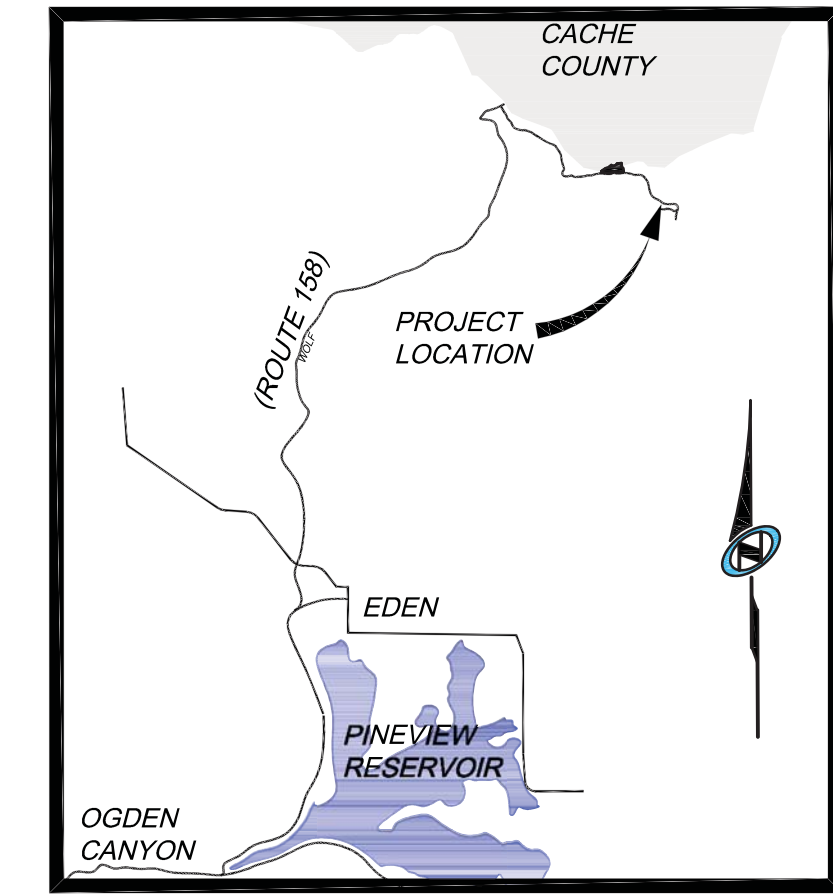 CACHE
COUNTY
(ROUTE 158)
WOLF
PROJECT
LOCATION
N
EDEN
PINEVIEW
RESERVOIR
OGDEN
CANYON